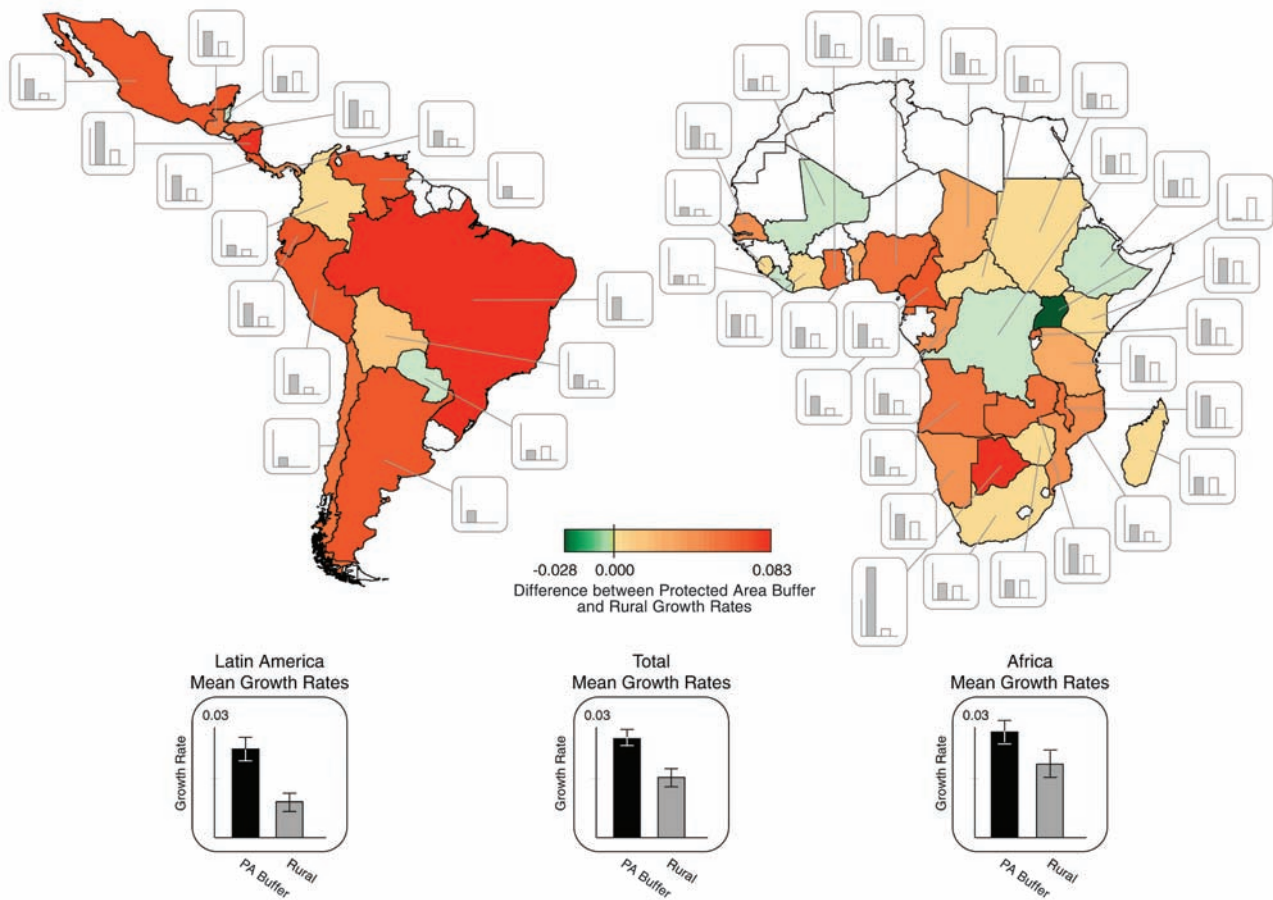 -0.028 0.000 0.083
Difference between Protected Area Buffer
and Rural Growth Rates
Latin America
Mean Growth Rates
0.03
Growth Rate
PA Buffer
Rural
Total
Mean Growth Rates
0.03
Growth Rate
PA Buffer
Rural
Africa
Mean Growth Rates
0.03
Growth Rate
PA Buffer
Rural